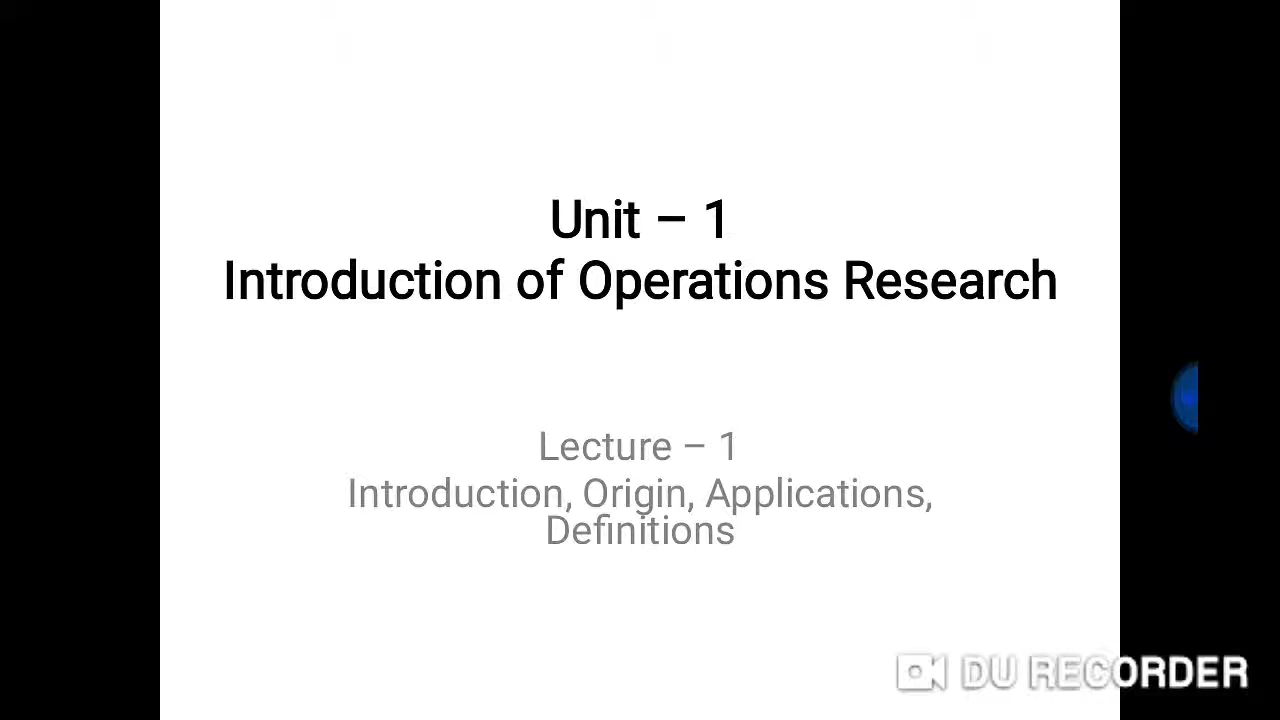 Unit – 1
Introduction of Operations Research
Lecture – 1
Introduction, Origin, Applications,
Definitions
DU RECORDER